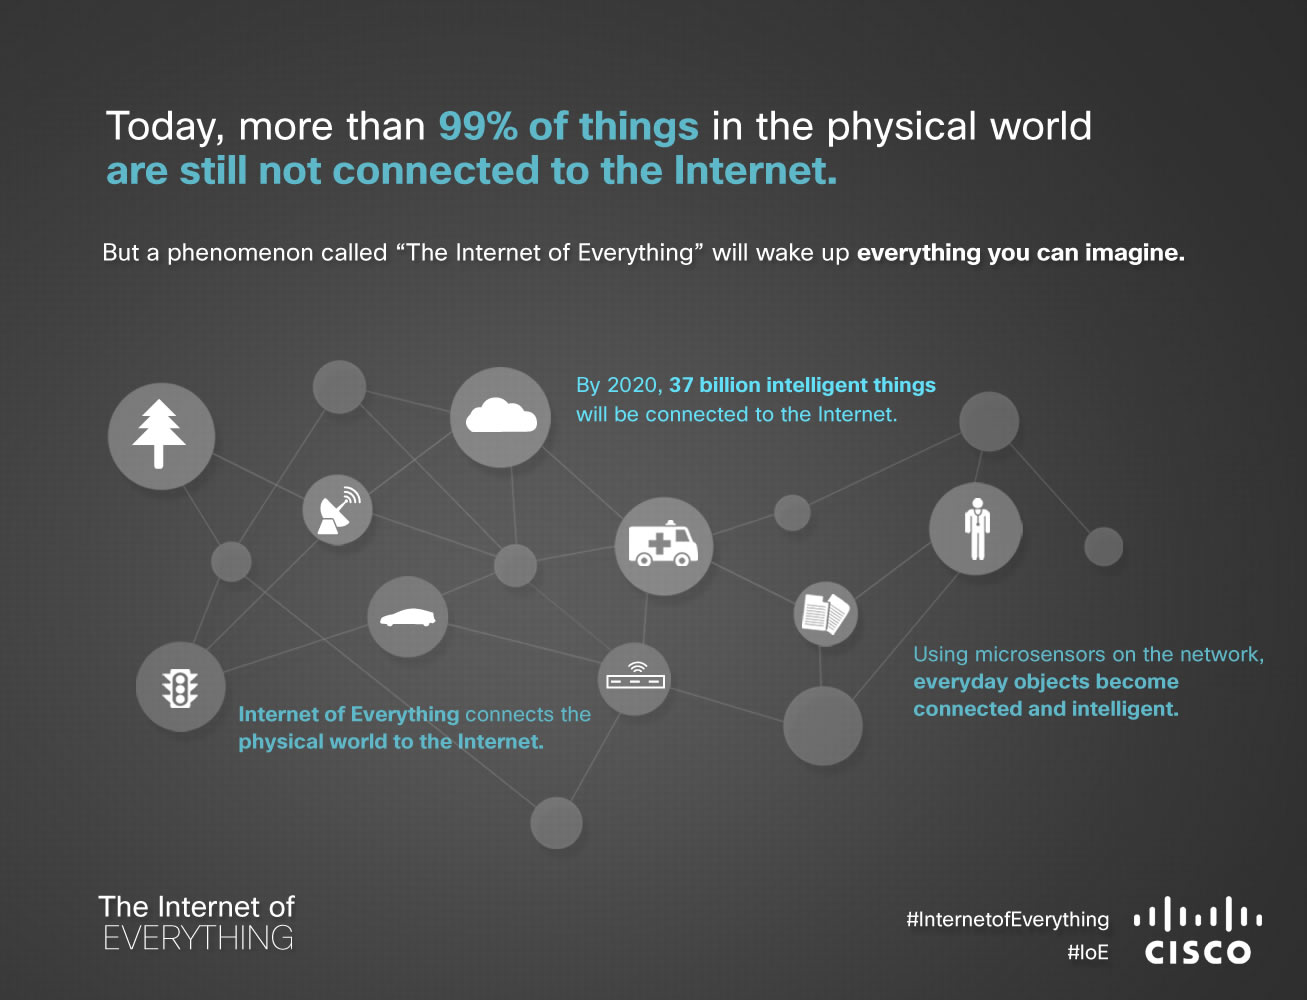 Today, more than 99% of things in the physical world
are still not connected to the Internet.
But a phenomenon called “The Internet of Everything” will wake up everything you can imagine.
By 2020, 37 billion intelligent things
will be connected to the Internet.
Using microsensors on the network,
everyday objects become
connected and intelligent.
Internet of Everything connects the
physical world to the Internet.
The Internet of
EVERYTHING
#InternetofEverything
#IoE
CISCO